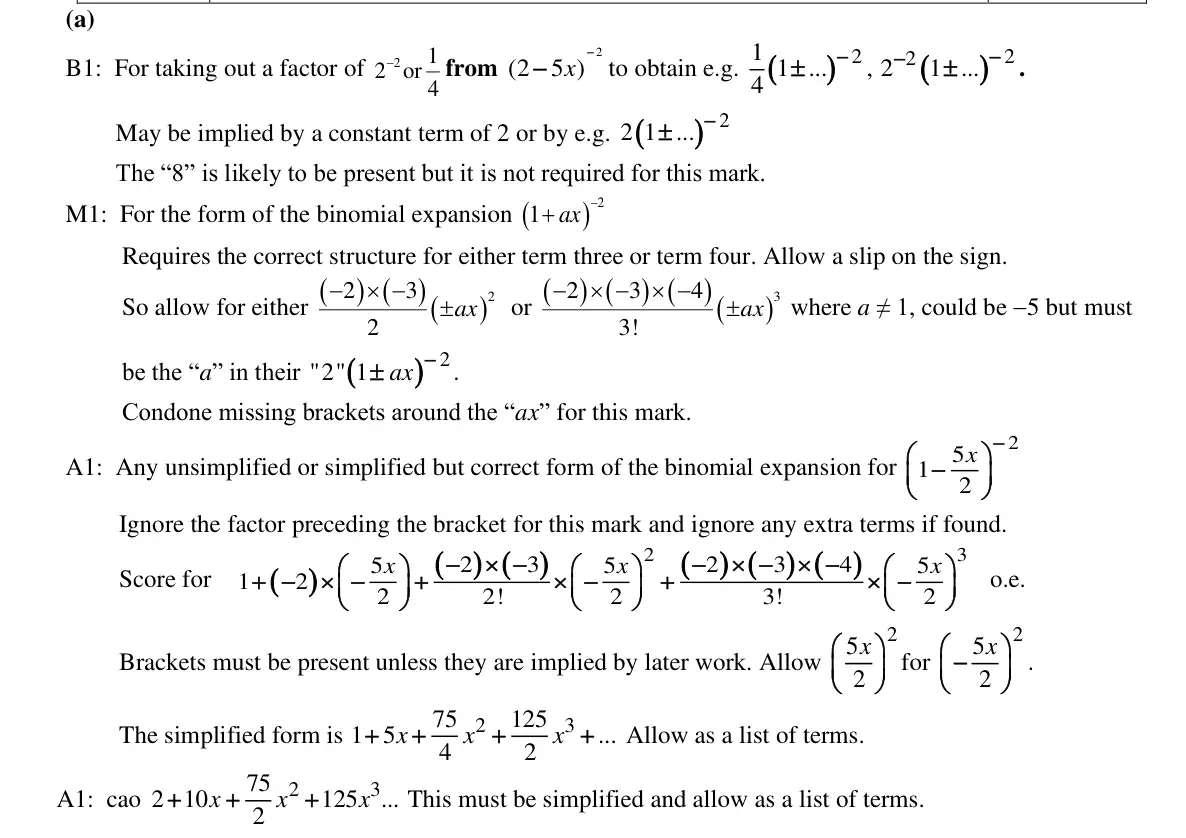 (a)
B1: For taking out a factor of 2⁻² or 1/4 from (2−5x)⁻² to obtain e.g. 1/4(1±...)⁻², 2⁻²(1±...)⁻².
May be implied by a constant term of 2 or by e.g. 2(1±...)⁻²
The “8” is likely to be present but it is not required for this mark.
M1: For the form of the binomial expansion (1+ax)⁻²
Requires the correct structure for either term three or term four. Allow a slip on the sign.
So allow for either (−2)×(−3)/2 (±ax)² or (−2)×(−3)×(−4)/3! (±ax)³ where a ≠ 1, could be −5 but must
be the “a” in their "2"(1±ax)⁻².
Condone missing brackets around the “ax” for this mark.
A1: Any unsimplified or simplified but correct form of the binomial expansion for (1−5x/2)⁻²
Ignore the factor preceding the bracket for this mark and ignore any extra terms if found.
Score for 1+(−2)×(−5x/2)+(−2)×(−3)/2!×(−5x/2)²+(−2)×(−3)×(−4)/3!×(−5x/2)³ o.e.
Brackets must be present unless they are implied by later work. Allow (5x/2)² for (−5x/2)².
The simplified form is 1+5x+75/4x²+125/2x³+... Allow as a list of terms.
A1: cao 2+10x+75/2x²+125x³... This must be simplified and allow as a list of terms.